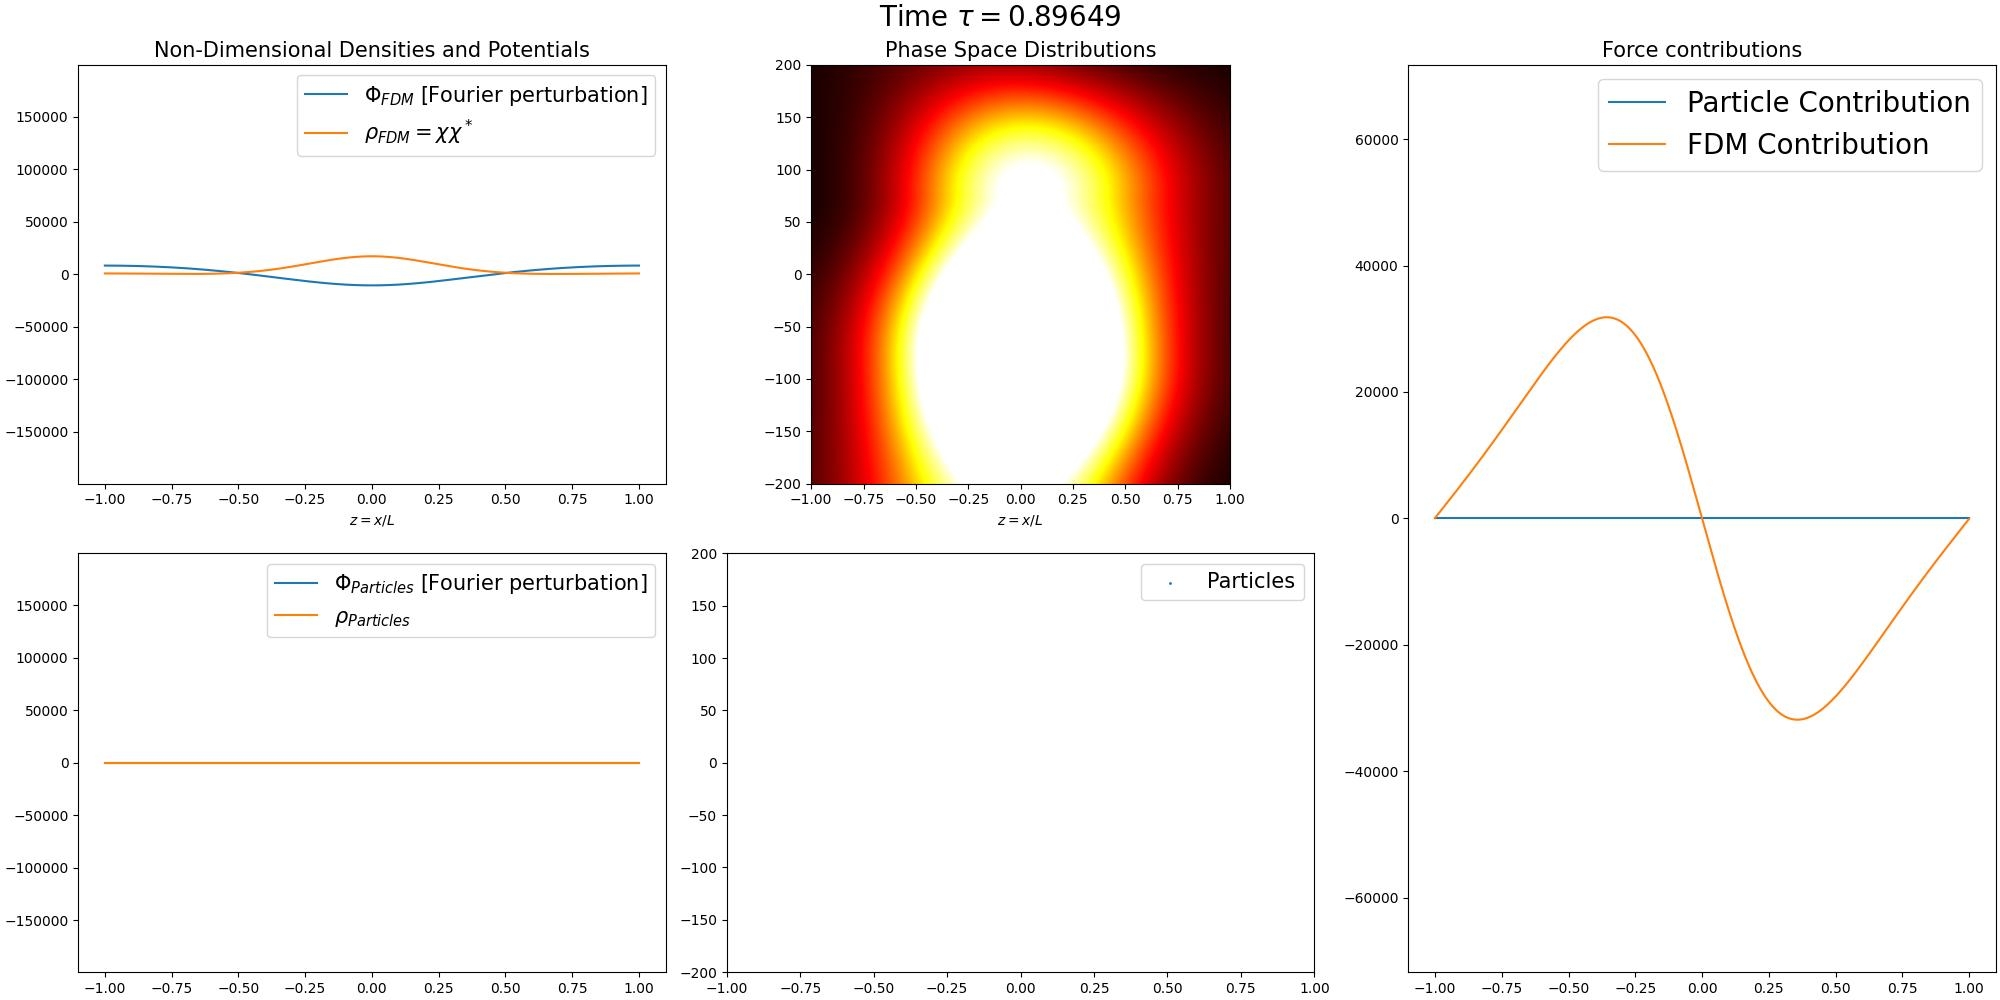 Time τ = 0.89649
Non-Dimensional Densities and Potentials
Φ_FDM [Fourier perturbation]
ρ_FDM = χχ*
150000
100000
50000
0
−50000
−100000
−150000
−1.00 −0.75 −0.50 −0.25 0.00 0.25 0.50 0.75 1.00
z = x/L
Phase Space Distributions
200
150
100
50
0
−50
−100
−150
−200
−1.00 −0.75 −0.50 −0.25 0.00 0.25 0.50 0.75 1.00
z = x/L
Force contributions
Particle Contribution
FDM Contribution
60000
40000
20000
0
−20000
−40000
−60000
−1.00 −0.75 −0.50 −0.25 0.00 0.25 0.50 0.75 1.00
Φ_Particles [Fourier perturbation]
ρ_Particles
150000
100000
50000
0
−50000
−100000
−150000
−1.00 −0.75 −0.50 −0.25 0.00 0.25 0.50 0.75 1.00
Particles
200
150
100
50
0
−50
−100
−150
−200
−1.00 −0.75 −0.50 −0.25 0.00 0.25 0.50 0.75 1.00